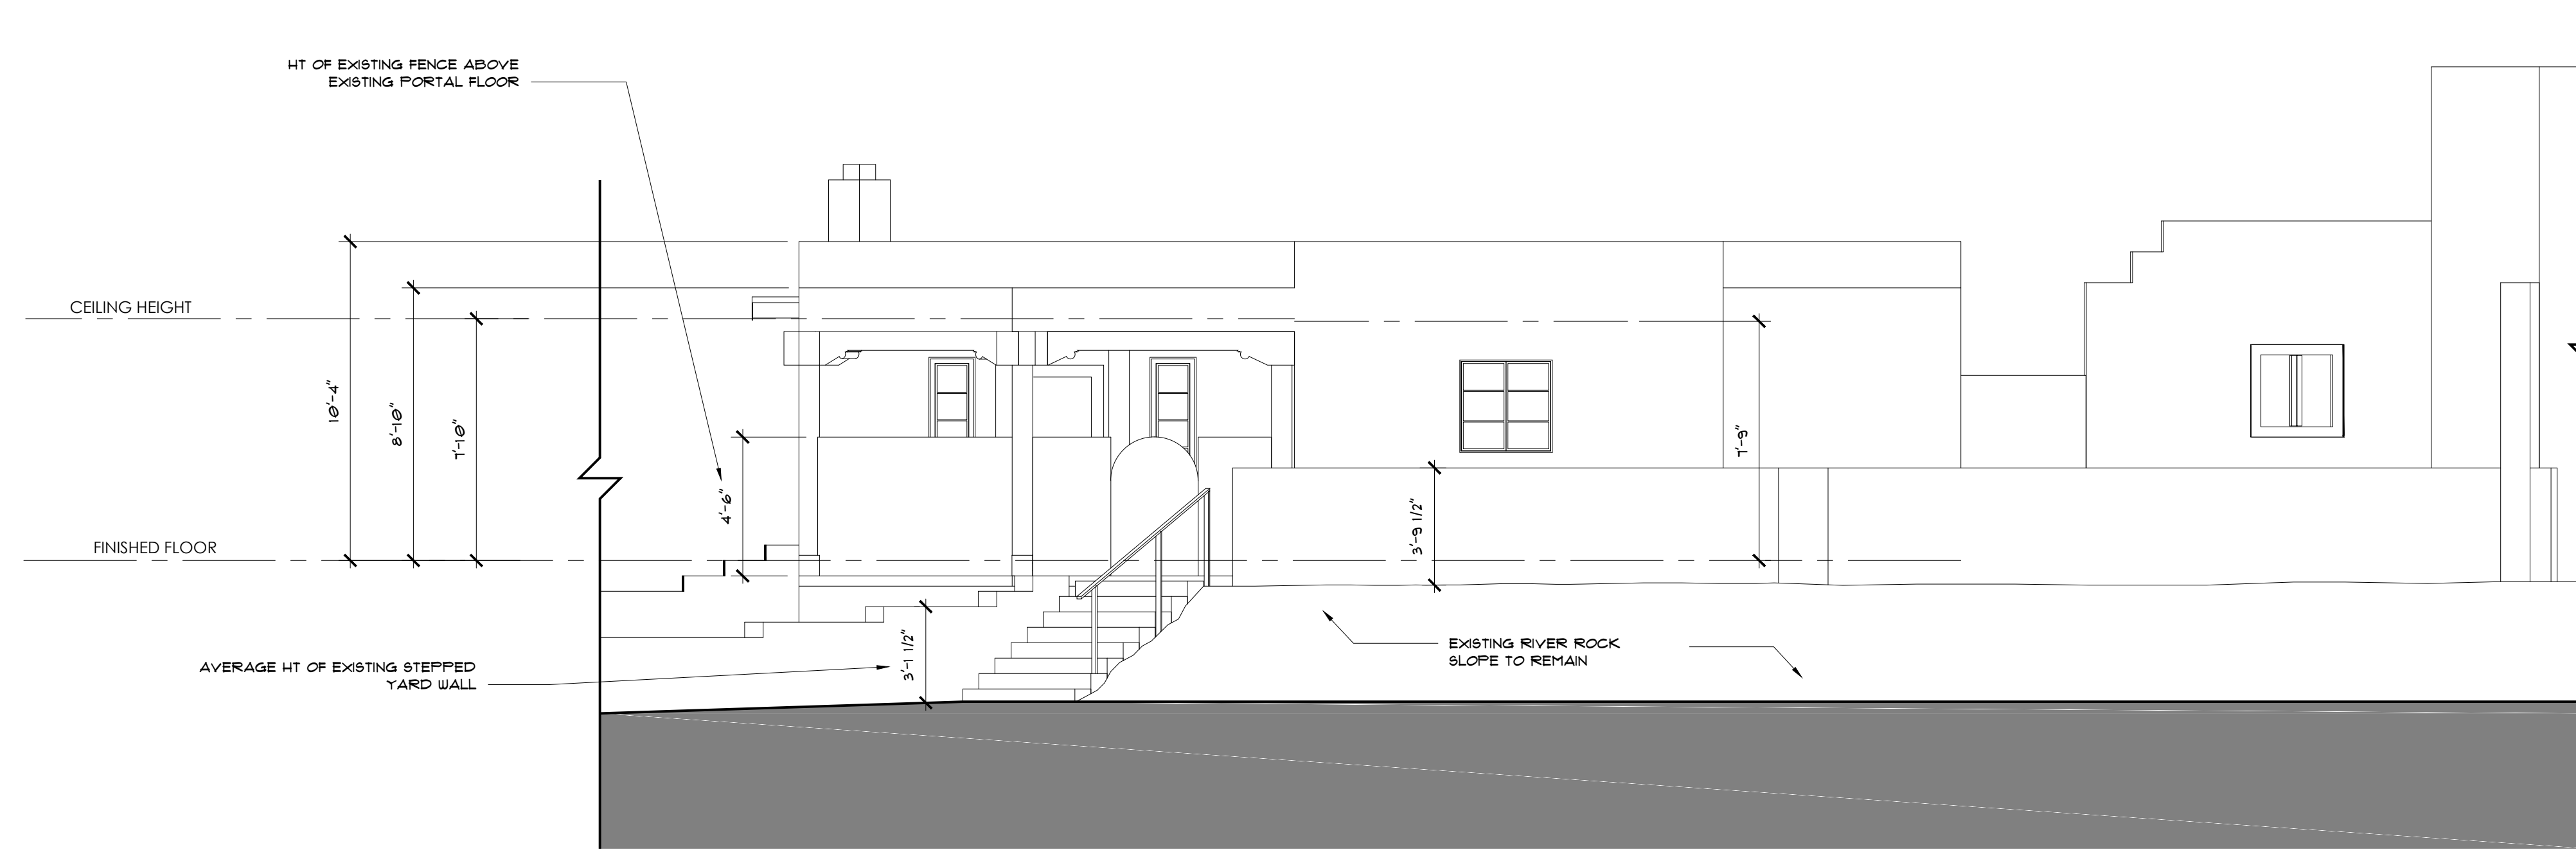 HT OF EXISTING FENCE ABOVE
EXISTING PORTAL FLOOR
CEILING HEIGHT
10'-4"
8'-10"
7'-10"
7'-9"
4'-6"
3'-9 1/2"
FINISHED FLOOR
3'-1 1/2"
EXISTING RIVER ROCK
SLOPE TO REMAIN
AVERAGE HT OF EXISTING STEPPED
YARD WALL